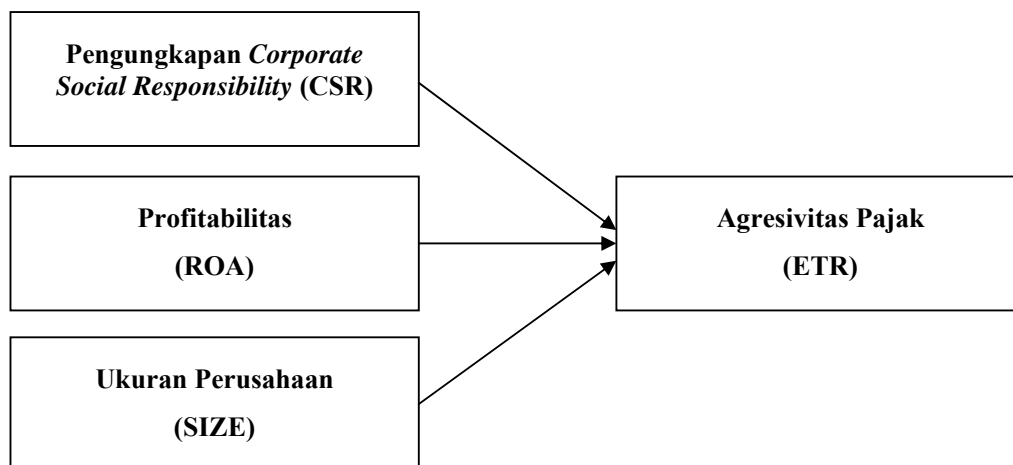 Pengungkapan Corporate
Social Responsibility (CSR)
Profitabilitas
(ROA)
Agresivitas Pajak
(ETR)
Ukuran Perusahaan
(SIZE)